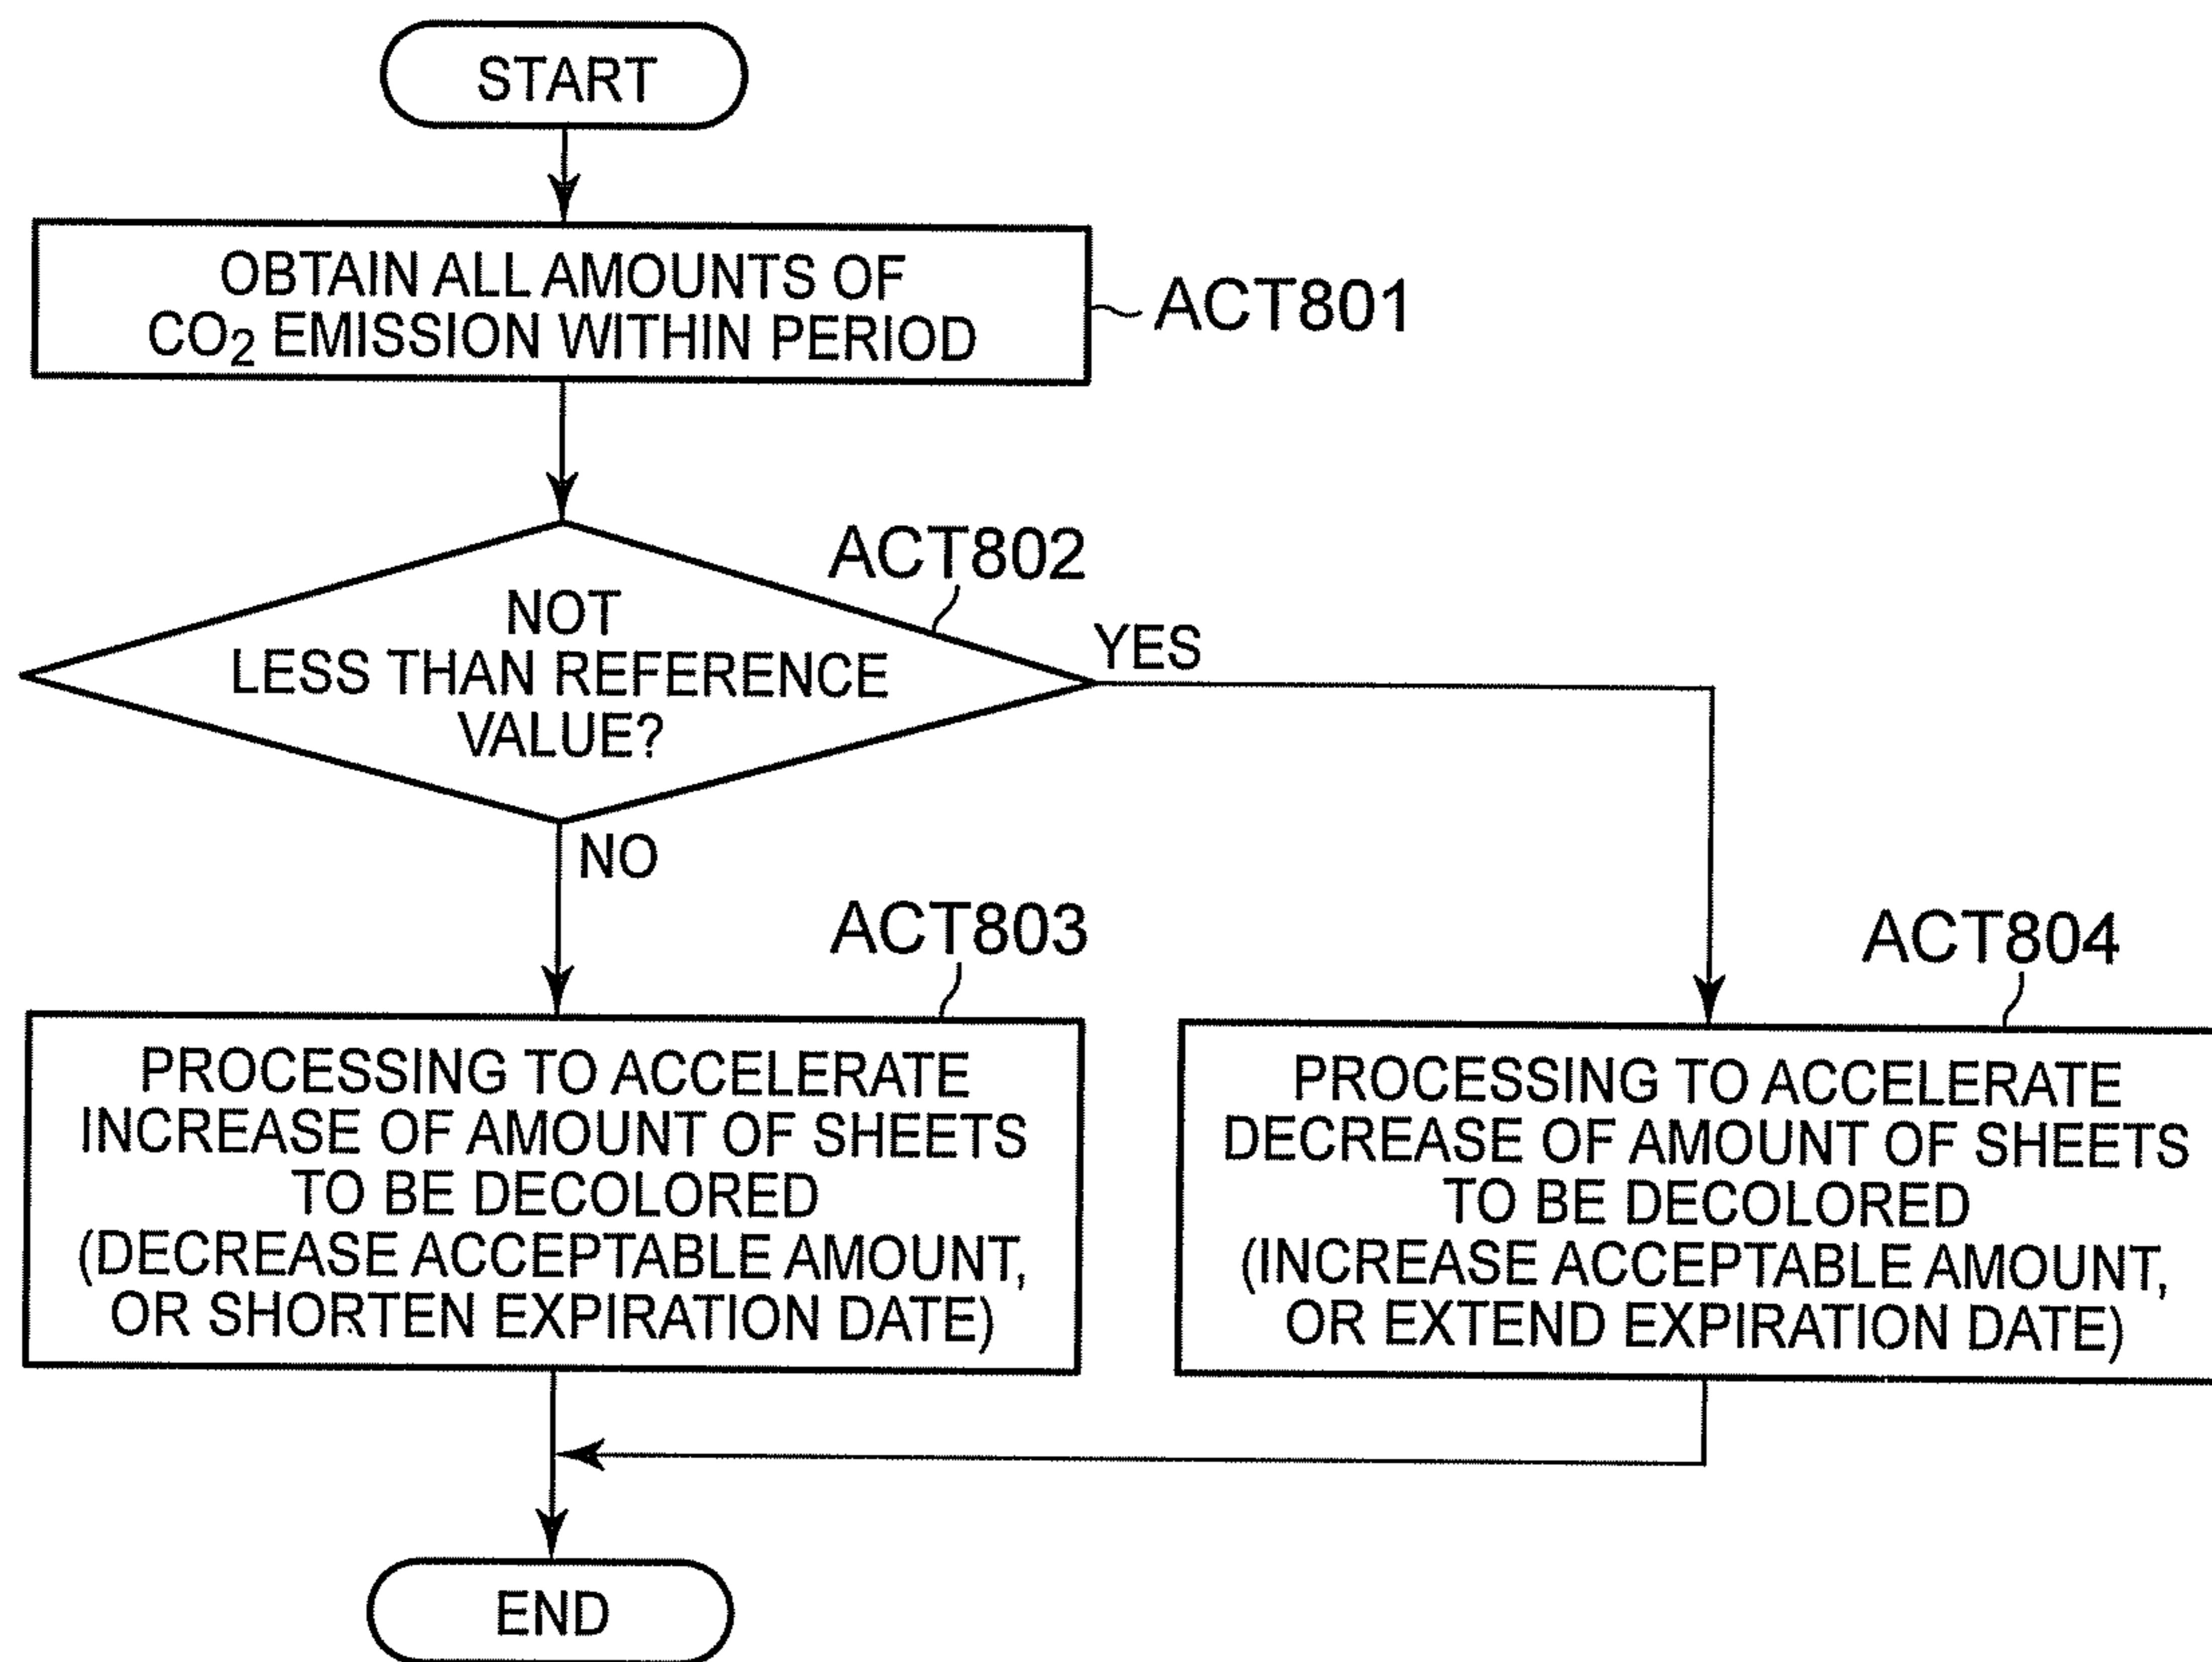 START
OBTAIN ALL AMOUNTS OF
CO₂ EMISSION WITHIN PERIOD
ACT801
ACT802
NOT
LESS THAN REFERENCE
VALUE?
YES
NO
ACT803
PROCESSING TO ACCELERATE
INCREASE OF AMOUNT OF SHEETS
TO BE DECOLORED
(DECREASE ACCEPTABLE AMOUNT,
OR SHORTEN EXPIRATION DATE)
ACT804
PROCESSING TO ACCELERATE
DECREASE OF AMOUNT OF SHEETS
TO BE DECOLORED
(INCREASE ACCEPTABLE AMOUNT,
OR EXTEND EXPIRATION DATE)
END